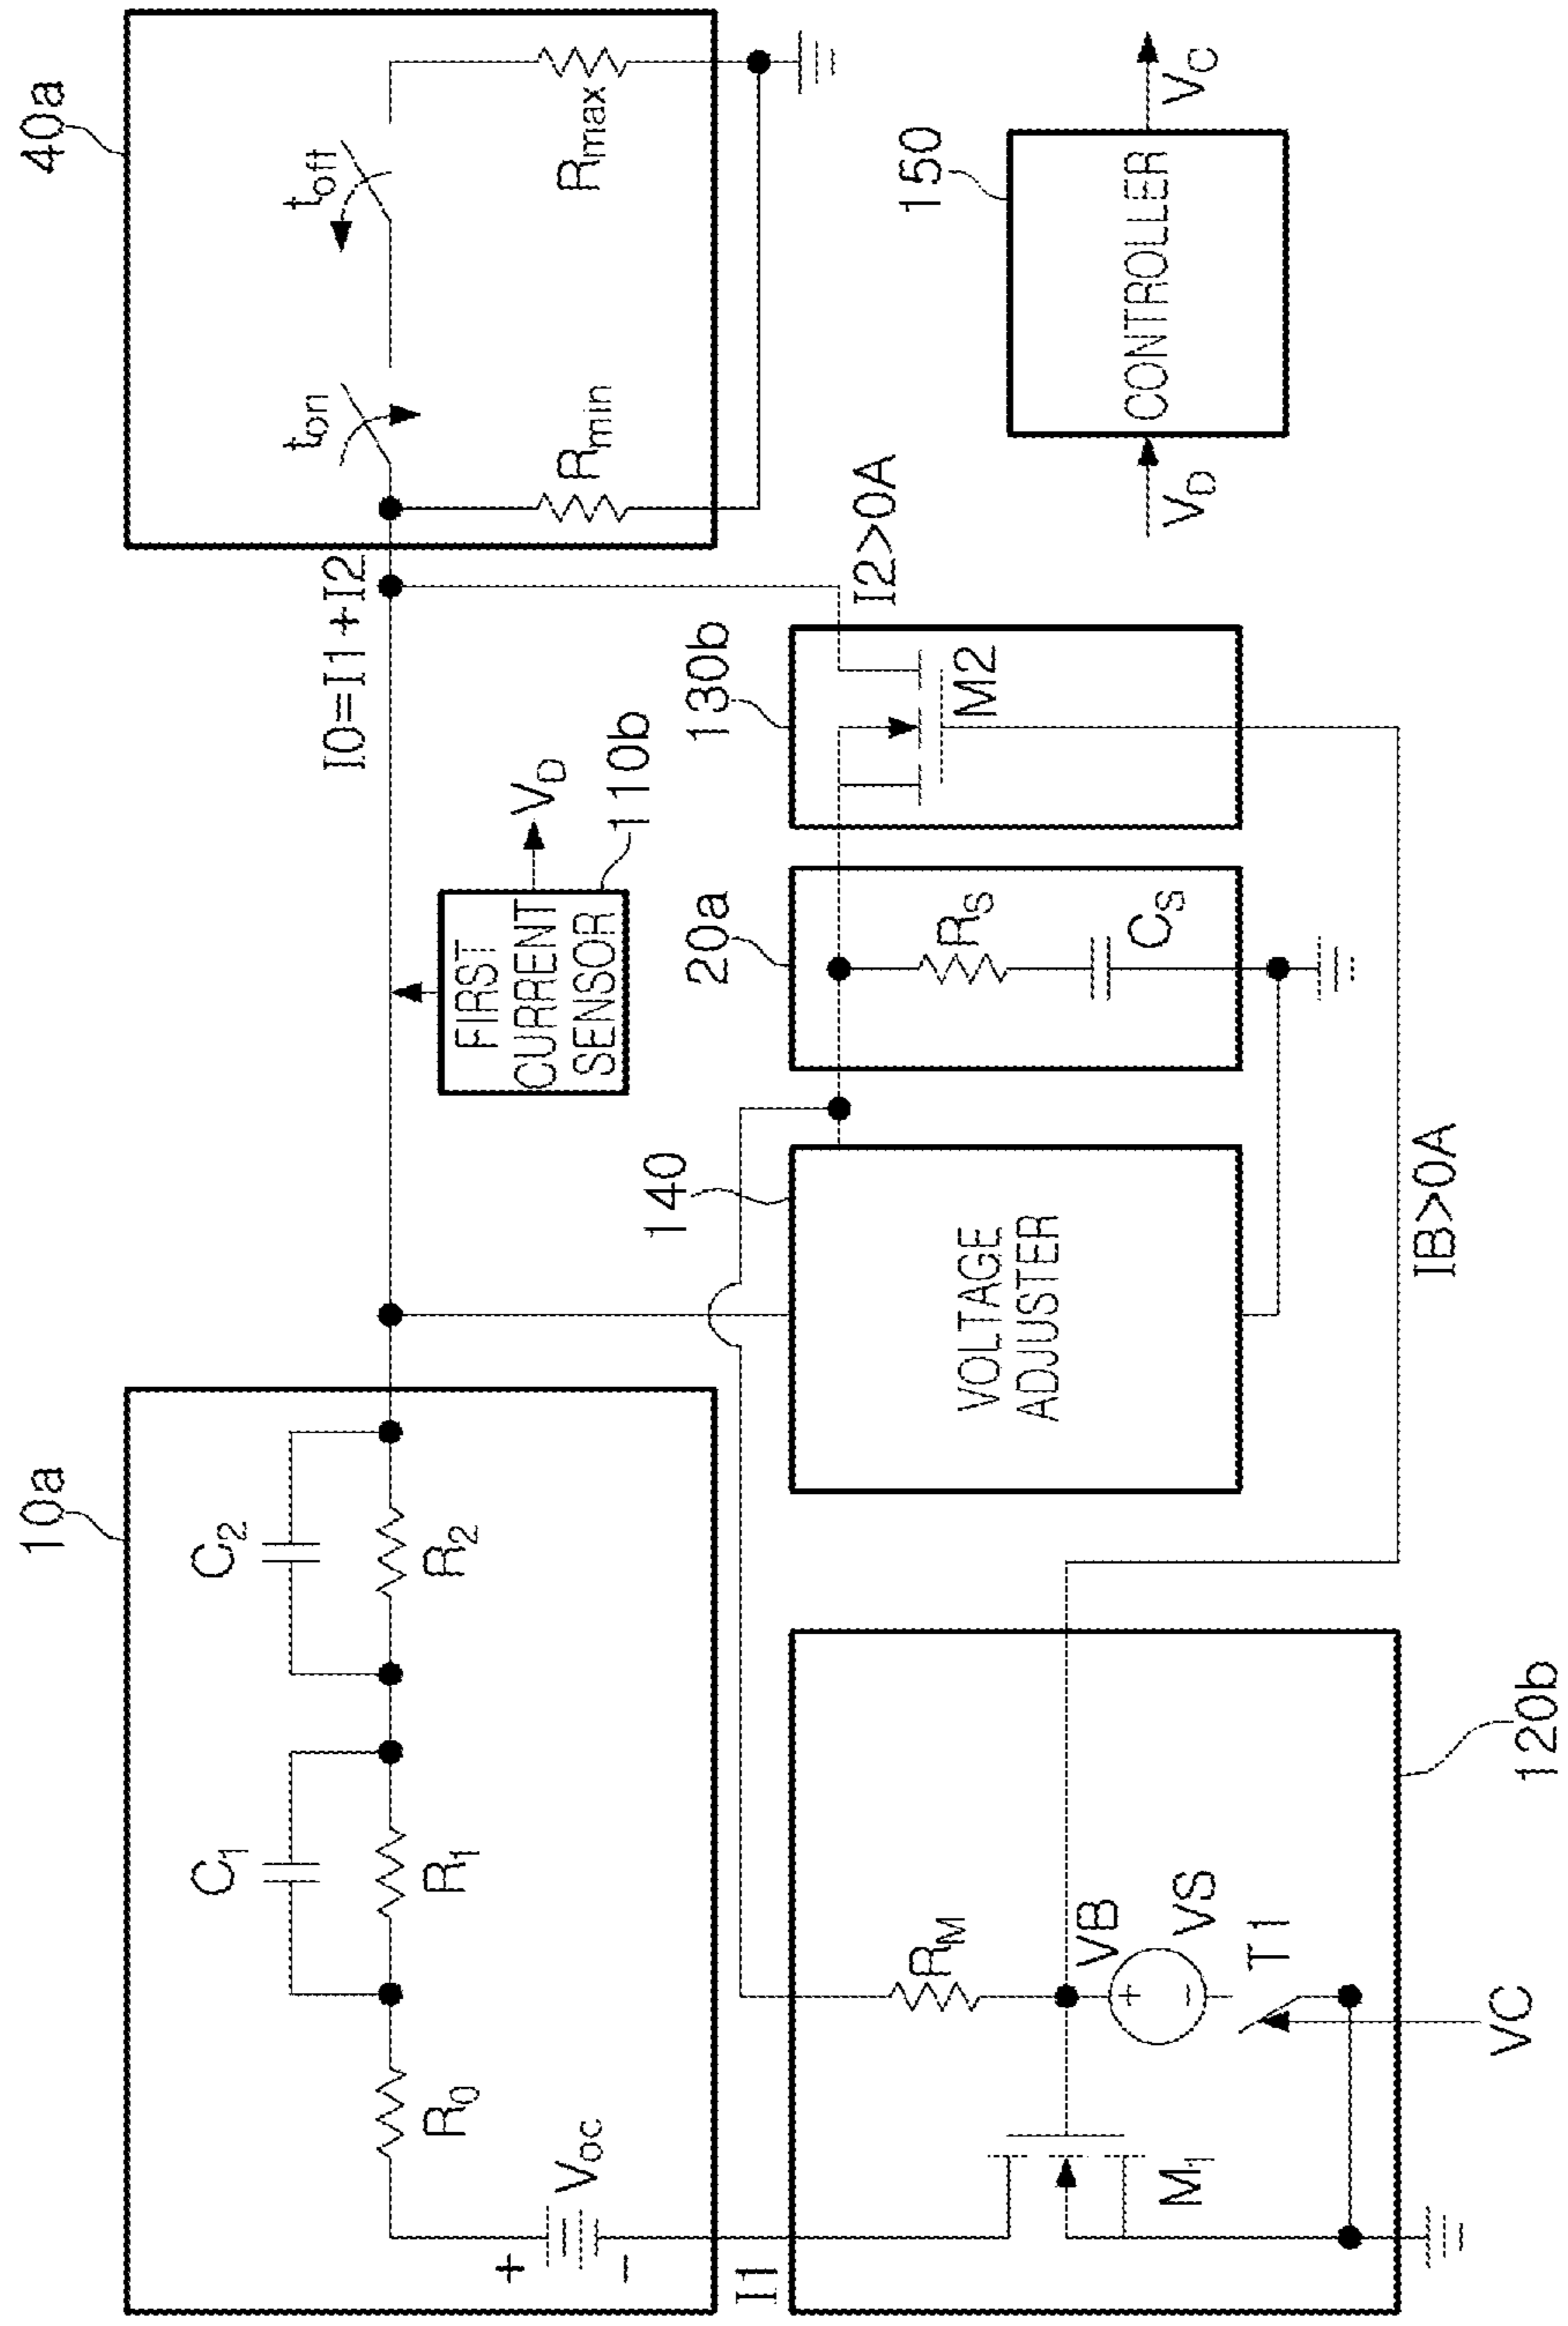 10a
C1
C2
R0
R1
R2
VOC
+
−
I1
I0=I1+I2
40a
ton
toff
Rmin
Rmax
FIRST
CURRENT
SENSOR
VD
110b
140
VOLTAGE
ADJUSTER
20a
RS
CS
130b
M2
I2>0A
150
CONTROLLER
VD
VC
IB>0A
RM
VB
+
−
VS
T1
M1
VC
120b